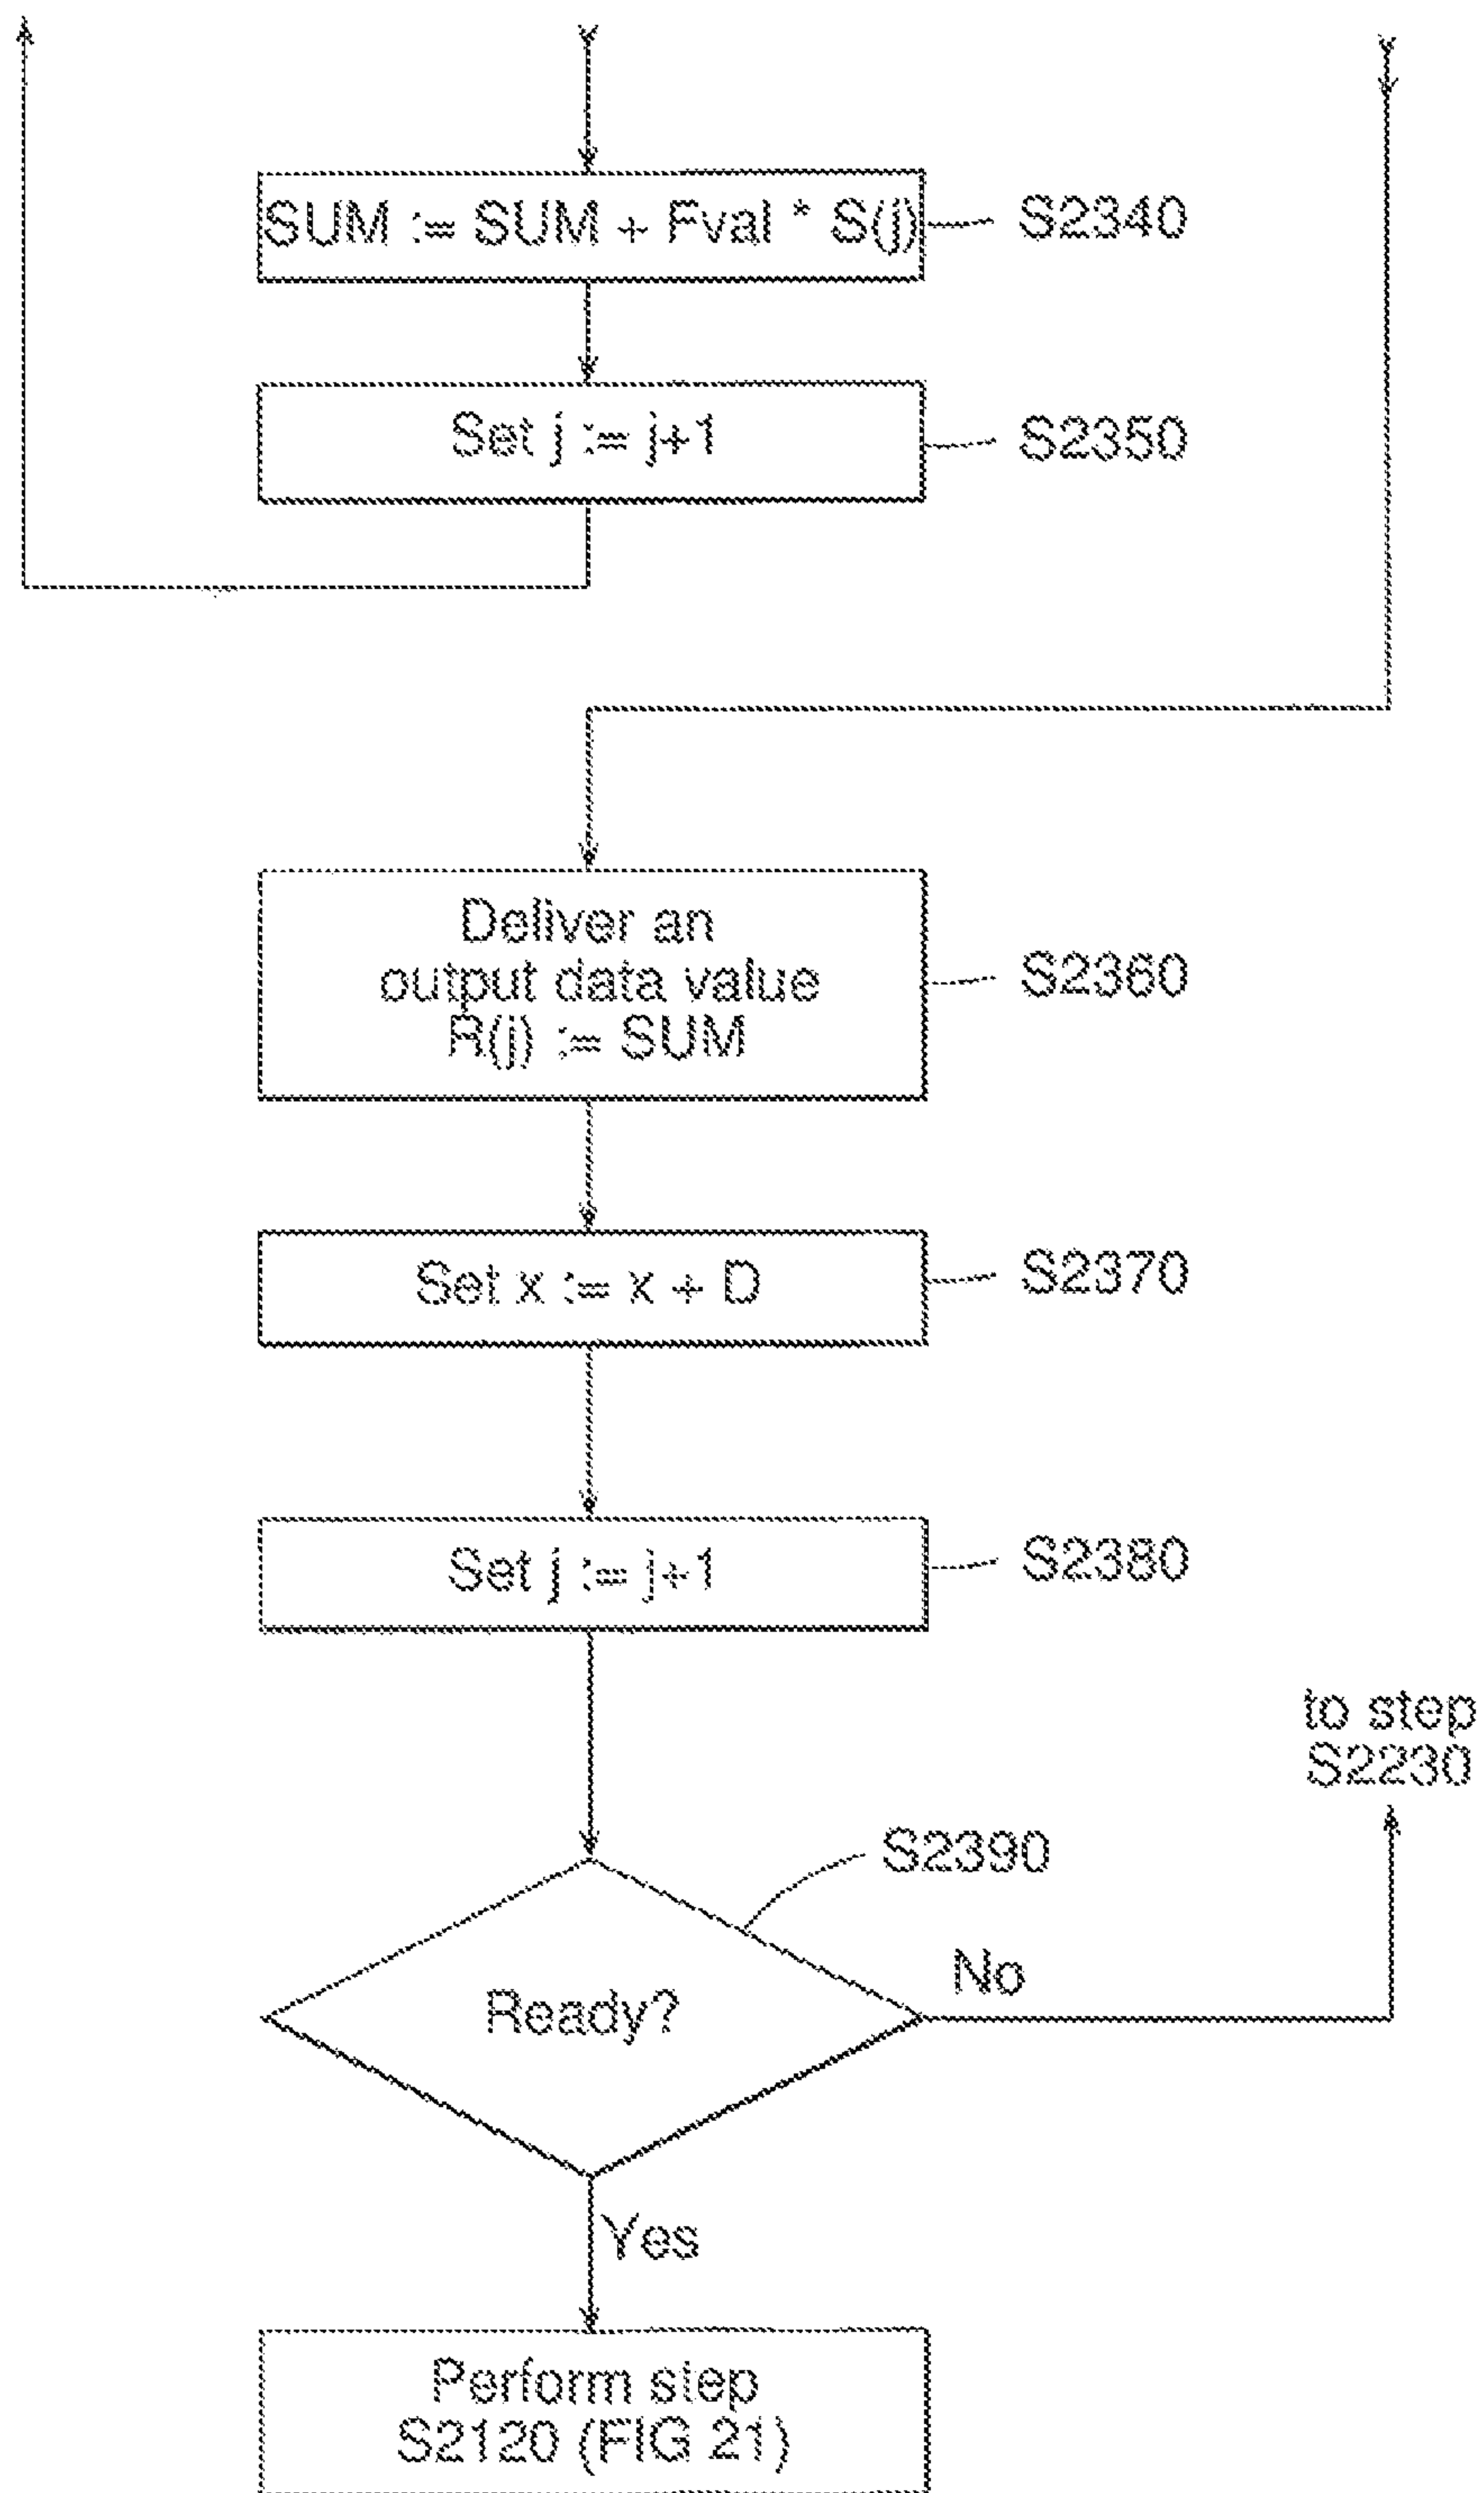 SUM := SUM + Fval * S(j)
S2340
Set j := j+1
S2350
Deliver an
output data value
R(j) := SUM
S2360
Set x := x + D
S2370
Set j := j+1
S2380
to step
S2230
S2390
No
Ready?
Yes
Perform step
S2120 (FIG 21)